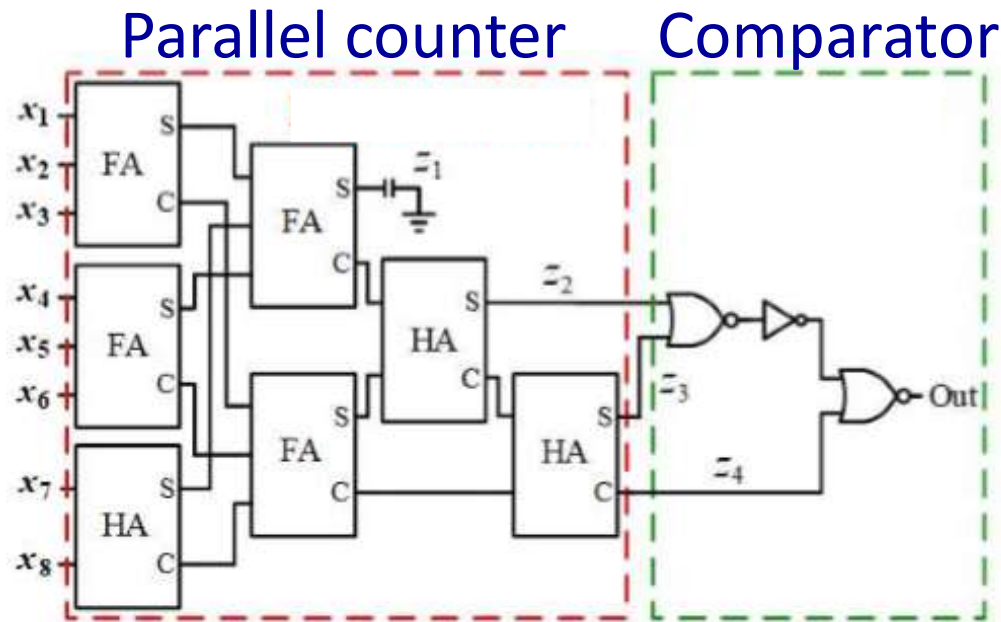 Parallel counter
Comparator
x₁
x₂
x₃
FA
S
C
x₄
x₅
x₆
FA
S
C
x₇
x₈
HA
S
C
FA
S
C
z₁
FA
S
C
HA
S
C
z₂
HA
S
C
z₃
z₄
Out